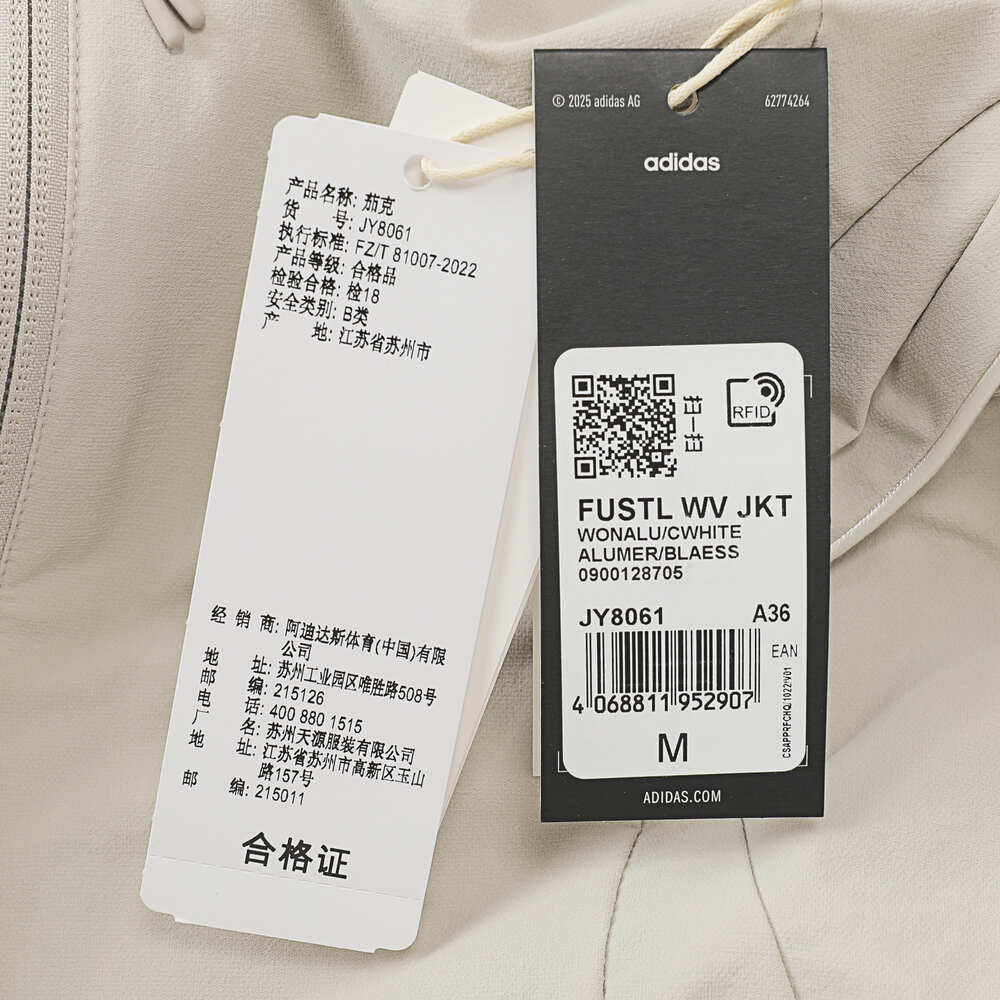 产品名称: 茄克
货 号: JY8061
执行标准: FZ/T 81007-2022
产品等级: 合格品
检验合格: 检18
安全类别: B类
产 地: 江苏省苏州市
经 销 商: 阿迪达斯体育(中国)有限
公司
地 址: 苏州工业园区唯胜路508号
邮 编: 215126
电 话: 400 880 1515
厂 名: 苏州天源服装有限公司
地 址: 江苏省苏州市高新区玉山
路157号
邮 编: 215011
合格证
© 2025 adidas AG
62774264
adidas
芯一芯
RFID
FUSTL WV JKT
WONALU/CWHITE
ALUMER/BLAESS
0900128705
JY8061
A36
EAN
4 068811 952907
CSAPPRFCHQ/1022/V01
M
ADIDAS.COM